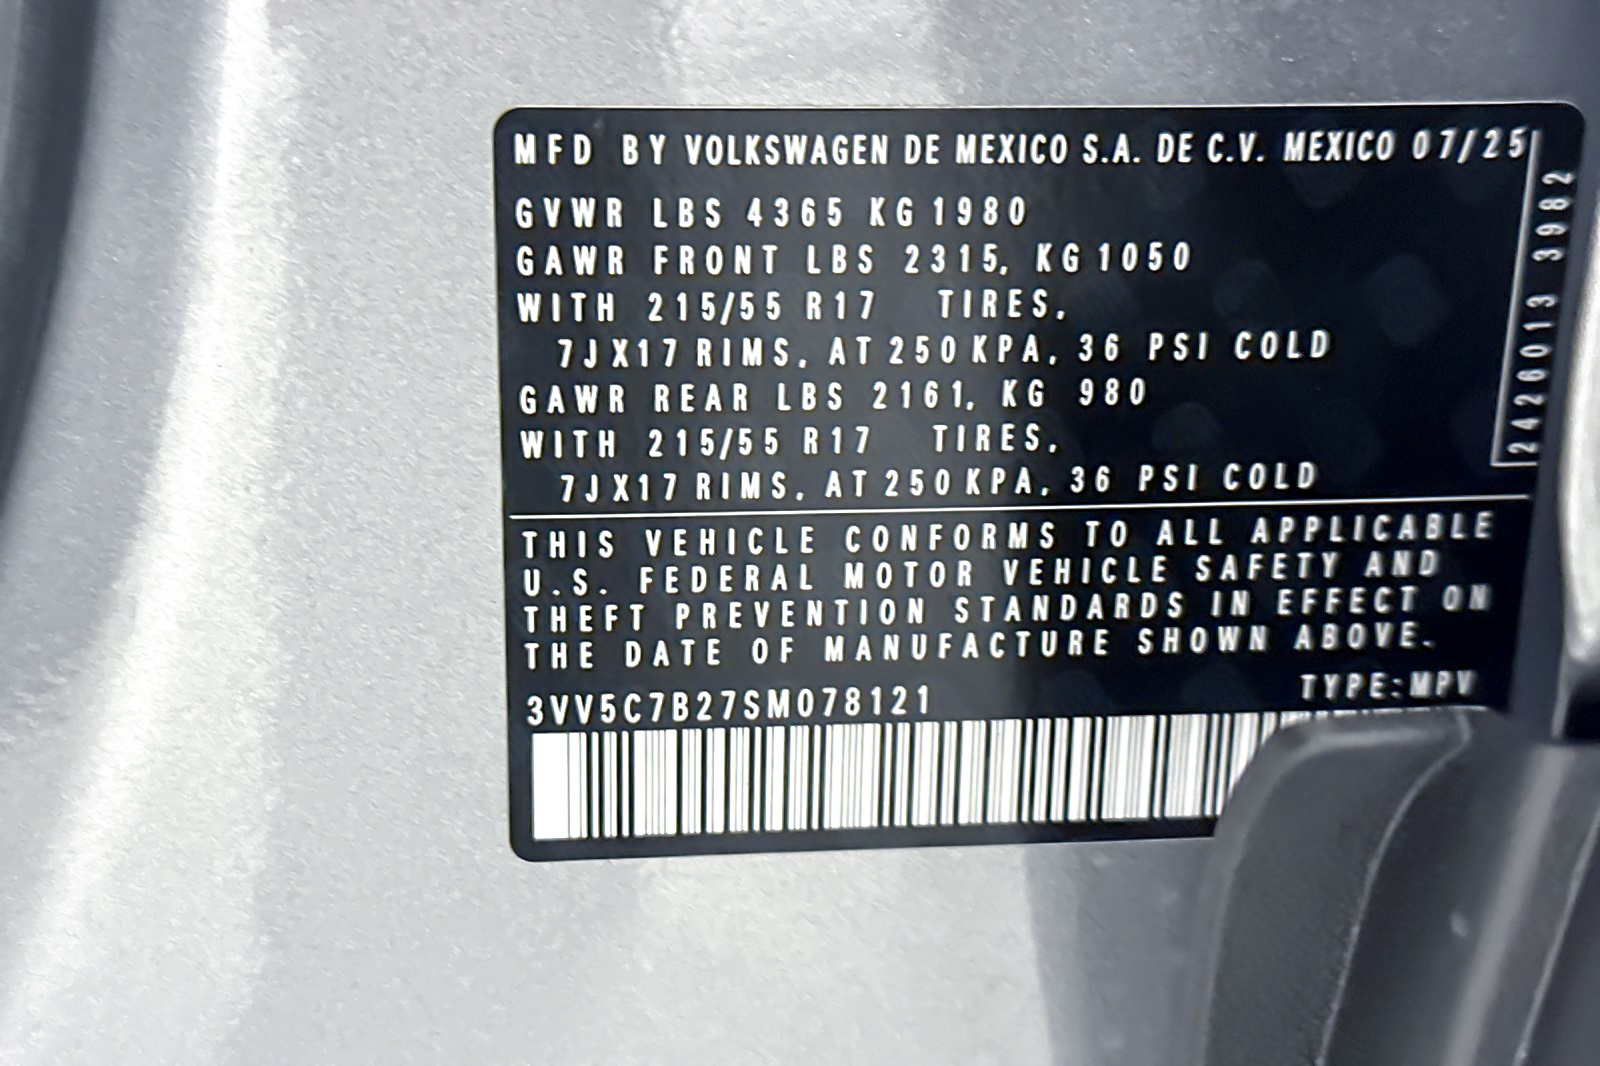 MFD BY VOLKSWAGEN DE MEXICO S.A. DE C.V. MEXICO 07/25
GVWR LBS 4365 KG 1980
GAWR FRONT LBS 2315, KG 1050
WITH 215/55 R17 TIRES,
7JX17 RIMS, AT 250 KPA, 36 PSI COLD
GAWR REAR LBS 2161, KG 980
WITH 215/55 R17 TIRES,
7JX17 RIMS, AT 250 KPA, 36 PSI COLD
2426013 3982
THIS VEHICLE CONFORMS TO ALL APPLICABLE
U.S. FEDERAL MOTOR VEHICLE SAFETY AND
THEFT PREVENTION STANDARDS IN EFFECT ON
THE DATE OF MANUFACTURE SHOWN ABOVE.
3VV5C7B27SM078121 TYPE:MPV